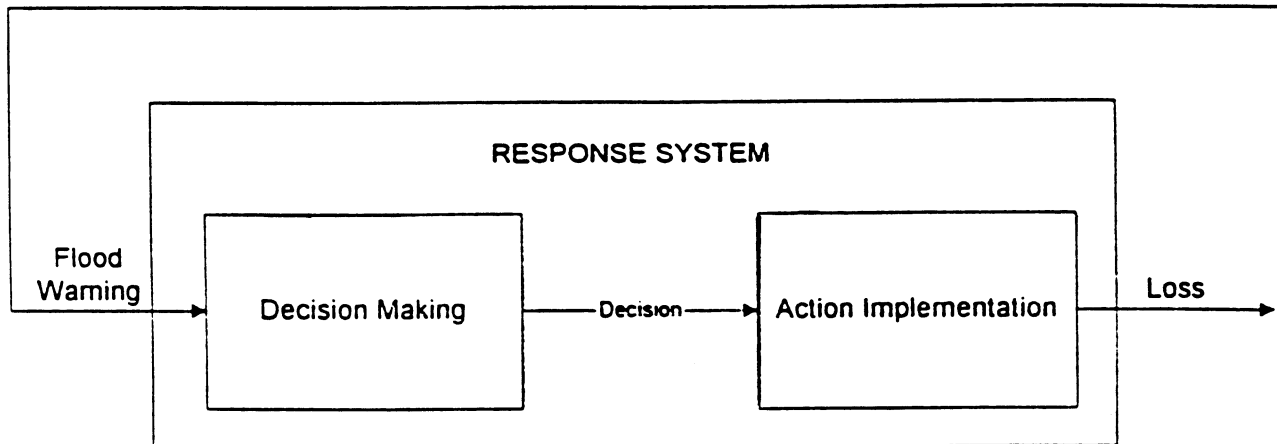 RESPONSE SYSTEM
Flood
Warning
Decision Making
Decision
Action Implementation
Loss